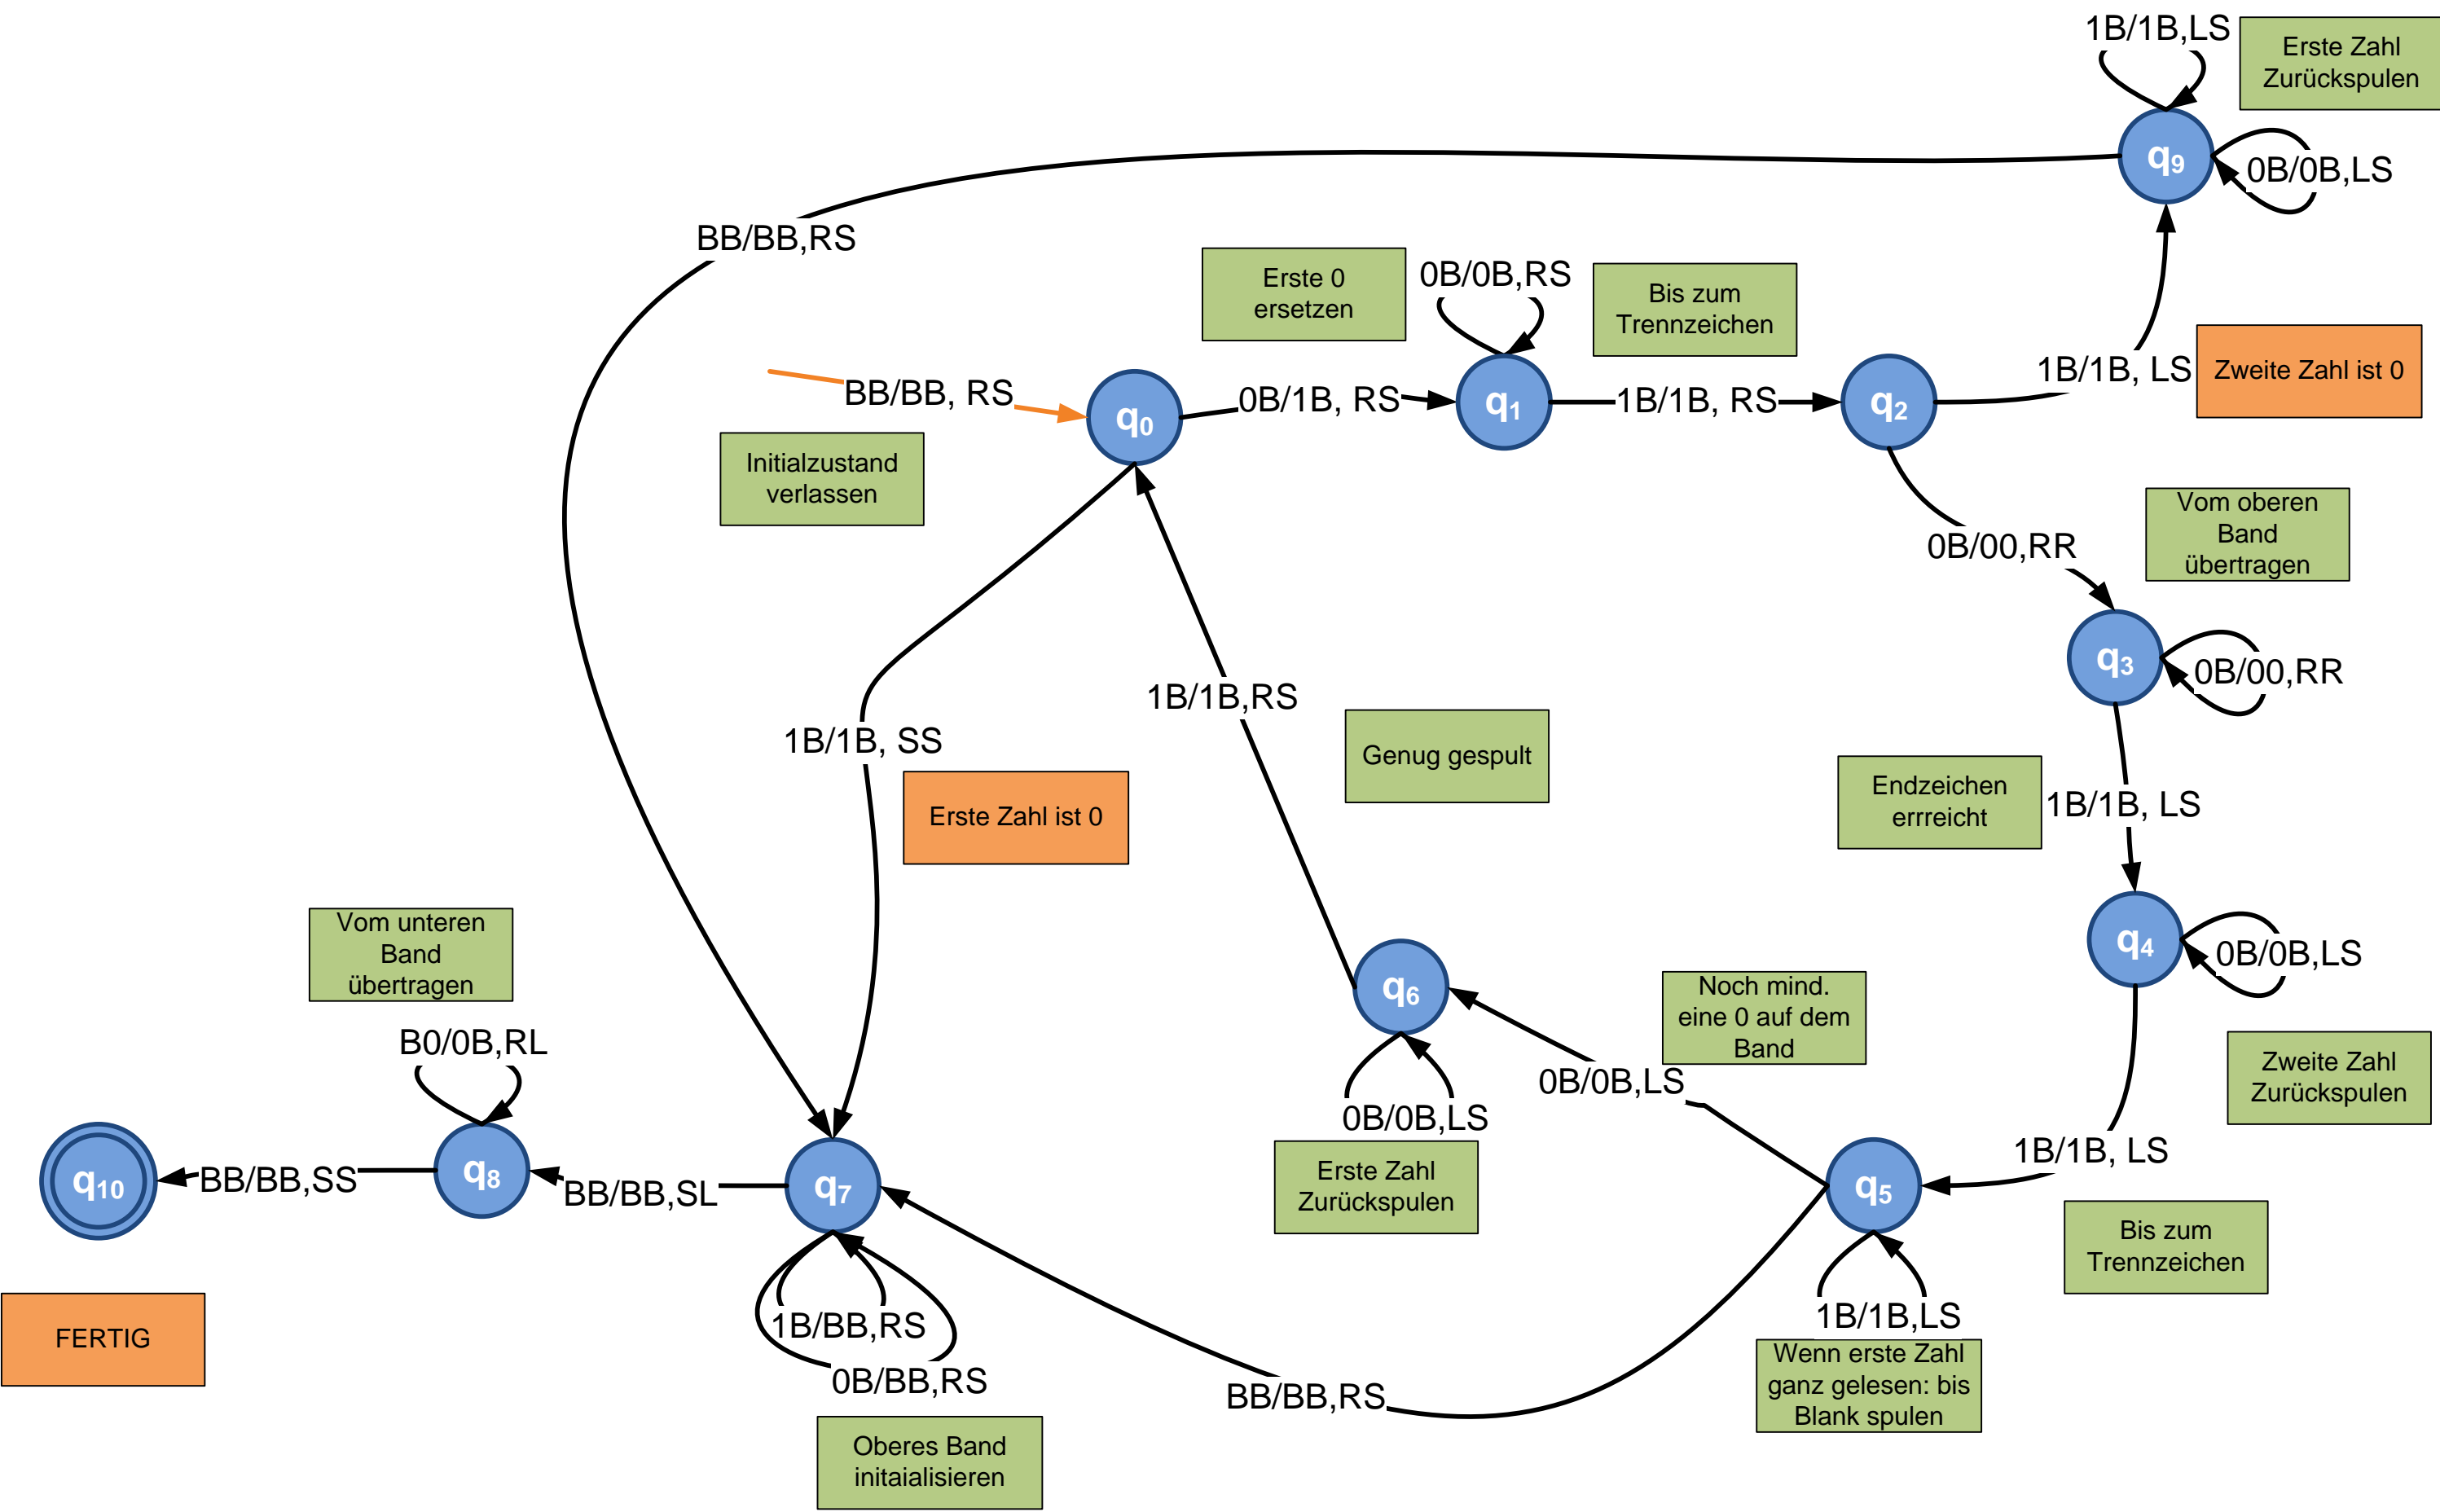 1B/1B,LS
Erste Zahl
Zurückspulen
q9
0B/0B,LS
BB/BB,RS
Erste 0
ersetzen
0B/0B,RS
Bis zum
Trennzeichen
BB/BB, RS
q0
0B/1B, RS
q1
1B/1B, RS
q2
1B/1B, LS
Zweite Zahl ist 0
Initialzustand
verlassen
Vom oberen
Band
übertragen
0B/00,RR
q3
0B/00,RR
1B/1B,RS
1B/1B, SS
Genug gespult
Erste Zahl ist 0
Endzeichen
errreicht
1B/1B, LS
Vom unteren
Band
übertragen
q4
0B/0B,LS
q6
Noch mind.
eine 0 auf dem
Band
B0/0B,RL
0B/0B,LS
0B/0B,LS
Zweite Zahl
Zurückspulen
q10
BB/BB,SS
q8
BB/BB,SL
q7
Erste Zahl
Zurückspulen
q5
1B/1B, LS
Bis zum
Trennzeichen
FERTIG
1B/BB,RS
0B/BB,RS
BB/BB,RS
1B/1B,LS
Wenn erste Zahl
ganz gelesen: bis
Blank spulen
Oberes Band
initaialisieren